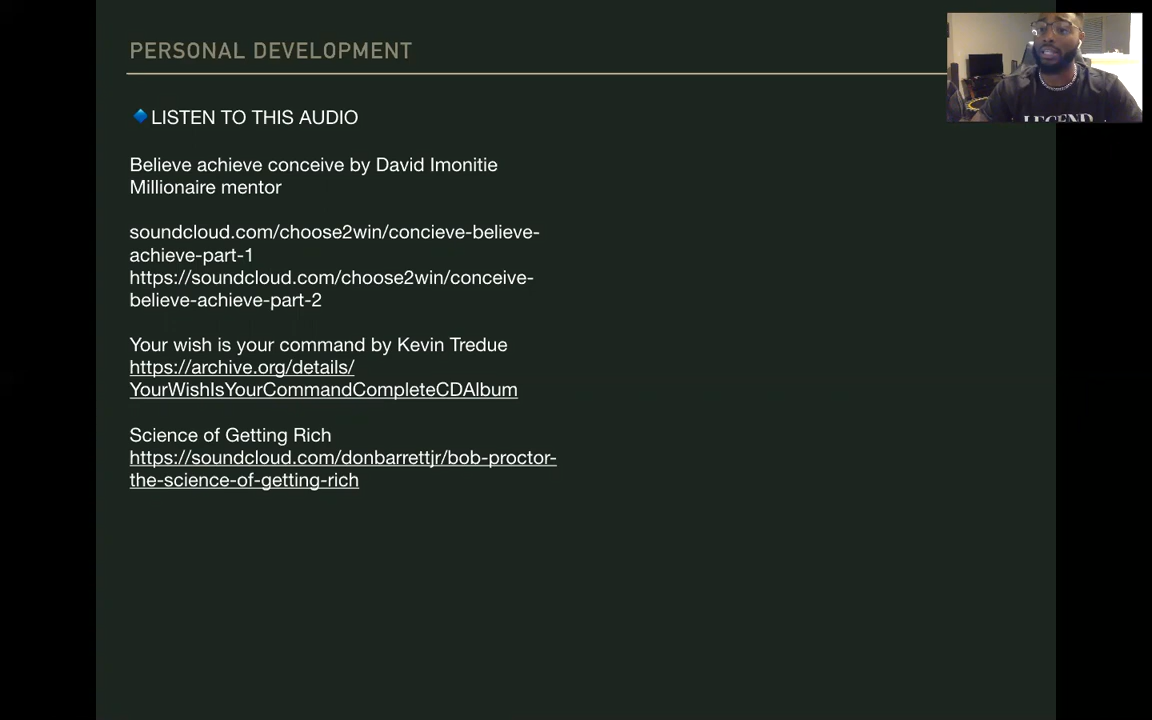 PERSONAL DEVELOPMENT
LISTEN TO THIS AUDIO
Believe achieve conceive by David Imonitie
Millionaire mentor
soundcloud.com/choose2win/concieve-believe-
achieve-part-1
https://soundcloud.com/choose2win/conceive-
believe-achieve-part-2
Your wish is your command by Kevin Tredue
https://archive.org/details/
YourWishIsYourCommandCompleteCDAlbum
Science of Getting Rich
https://soundcloud.com/donbarrettjr/bob-proctor-
the-science-of-getting-rich
LEGEND